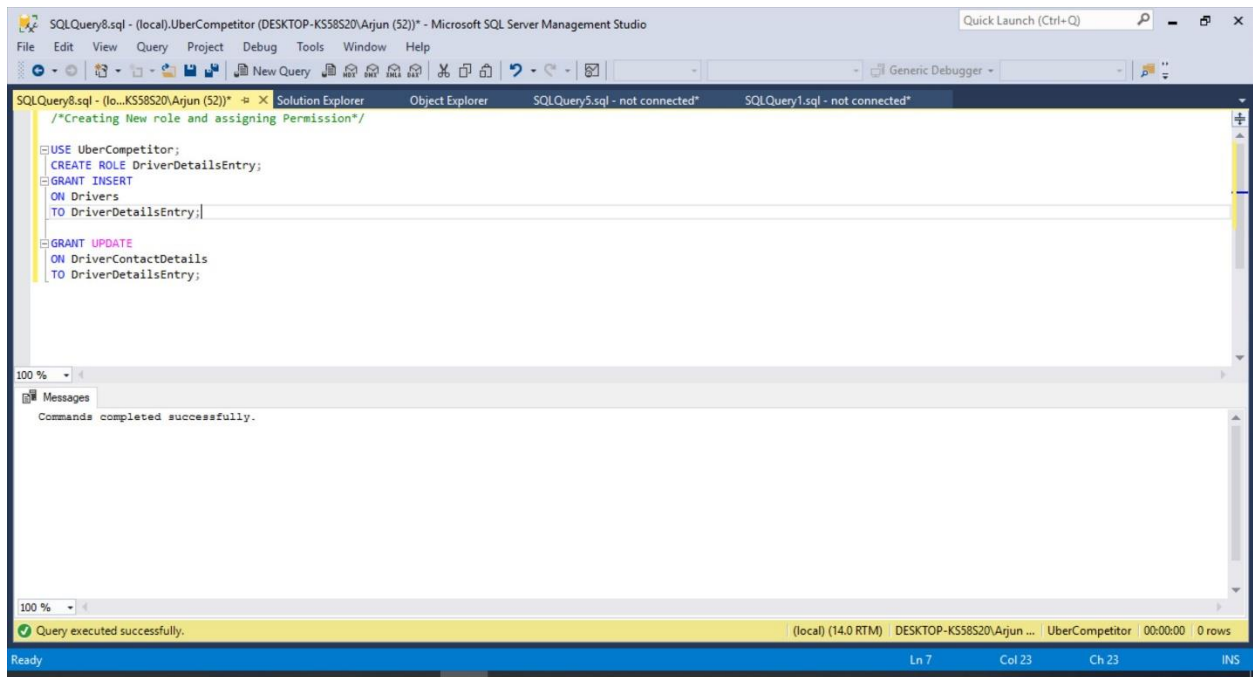 SQLQuery8.sql - (local).UberCompetitor (DESKTOP-KS58S20\Arjun (52))* - Microsoft SQL Server Management Studio
Quick Launch (Ctrl+Q)
File Edit View Query Project Debug Tools Window Help
New Query MDX DMX XMLA DAX Generic Debugger
SQLQuery8.sql - (lo...KS58S20\Arjun (52))* Solution Explorer Object Explorer SQLQuery5.sql - not connected* SQLQuery1.sql - not connected*
/*Creating New role and assigning Permission*/
USE UberCompetitor;
CREATE ROLE DriverDetailsEntry;
GRANT INSERT
ON Drivers
TO DriverDetailsEntry;
GRANT UPDATE
ON DriverContactDetails
TO DriverDetailsEntry;
100 %
Messages
Commands completed successfully.
100 %
Query executed successfully. (local) (14.0 RTM) DESKTOP-KS58S20\Arjun ... UberCompetitor 00:00:00 0 rows
Ready Ln 7 Col 23 Ch 23 INS